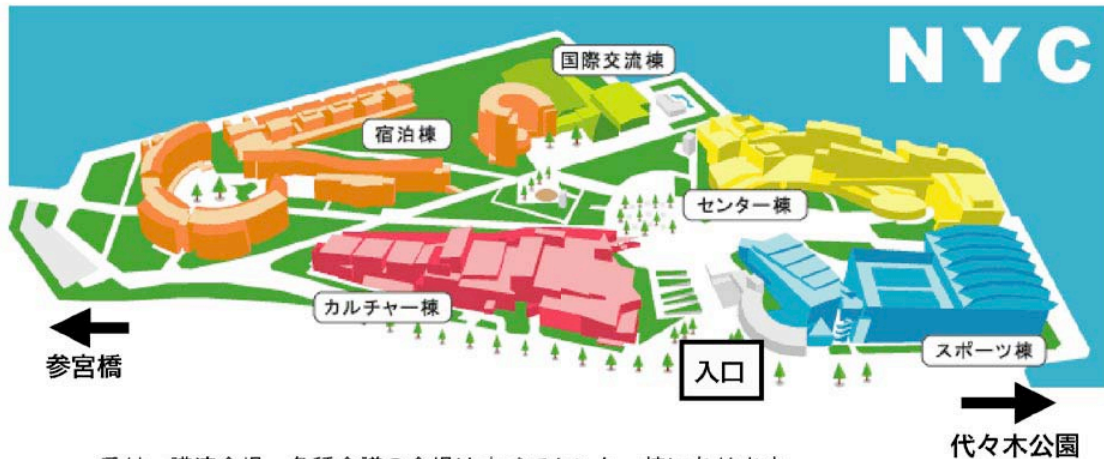 NYC
国際交流棟
宿泊棟
センター棟
カルチャー棟
スポーツ棟
参宮橋
入口
代々木公園